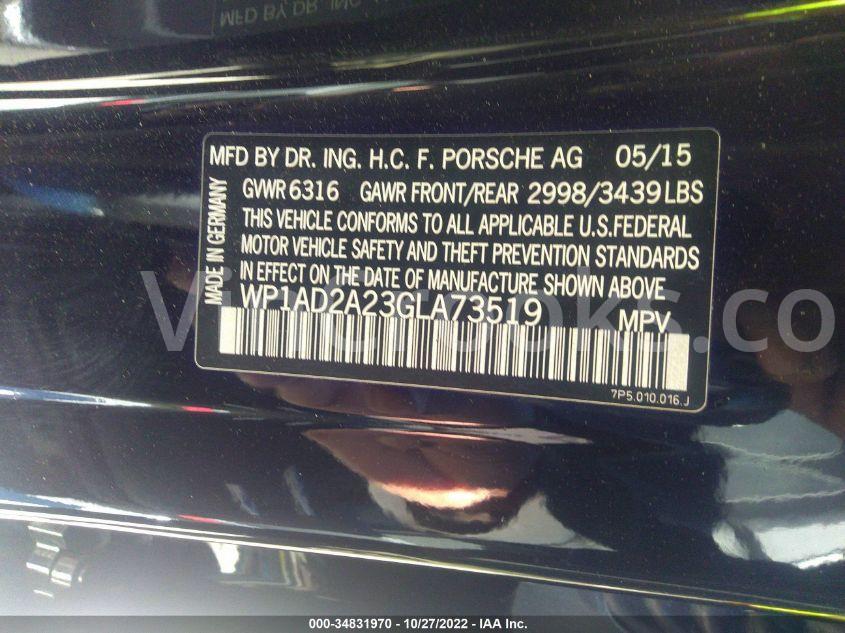 MFD BY DR. ING. H.C. F. PORSCHE AG 05/15
GVWR 6316 GAWR FRONT/REAR 2998/3439 LBS
THIS VEHICLE CONFORMS TO ALL APPLICABLE U.S.FEDERAL
MOTOR VEHICLE SAFETY AND THEFT PREVENTION STANDARDS
IN EFFECT ON THE DATE OF MANUFACTURE SHOWN ABOVE
MADE IN GERMANY
WP1AD2A23GLA73519 MPV
7P5.010.016.J
000-34831970 - 10/27/2022 - IAA Inc.